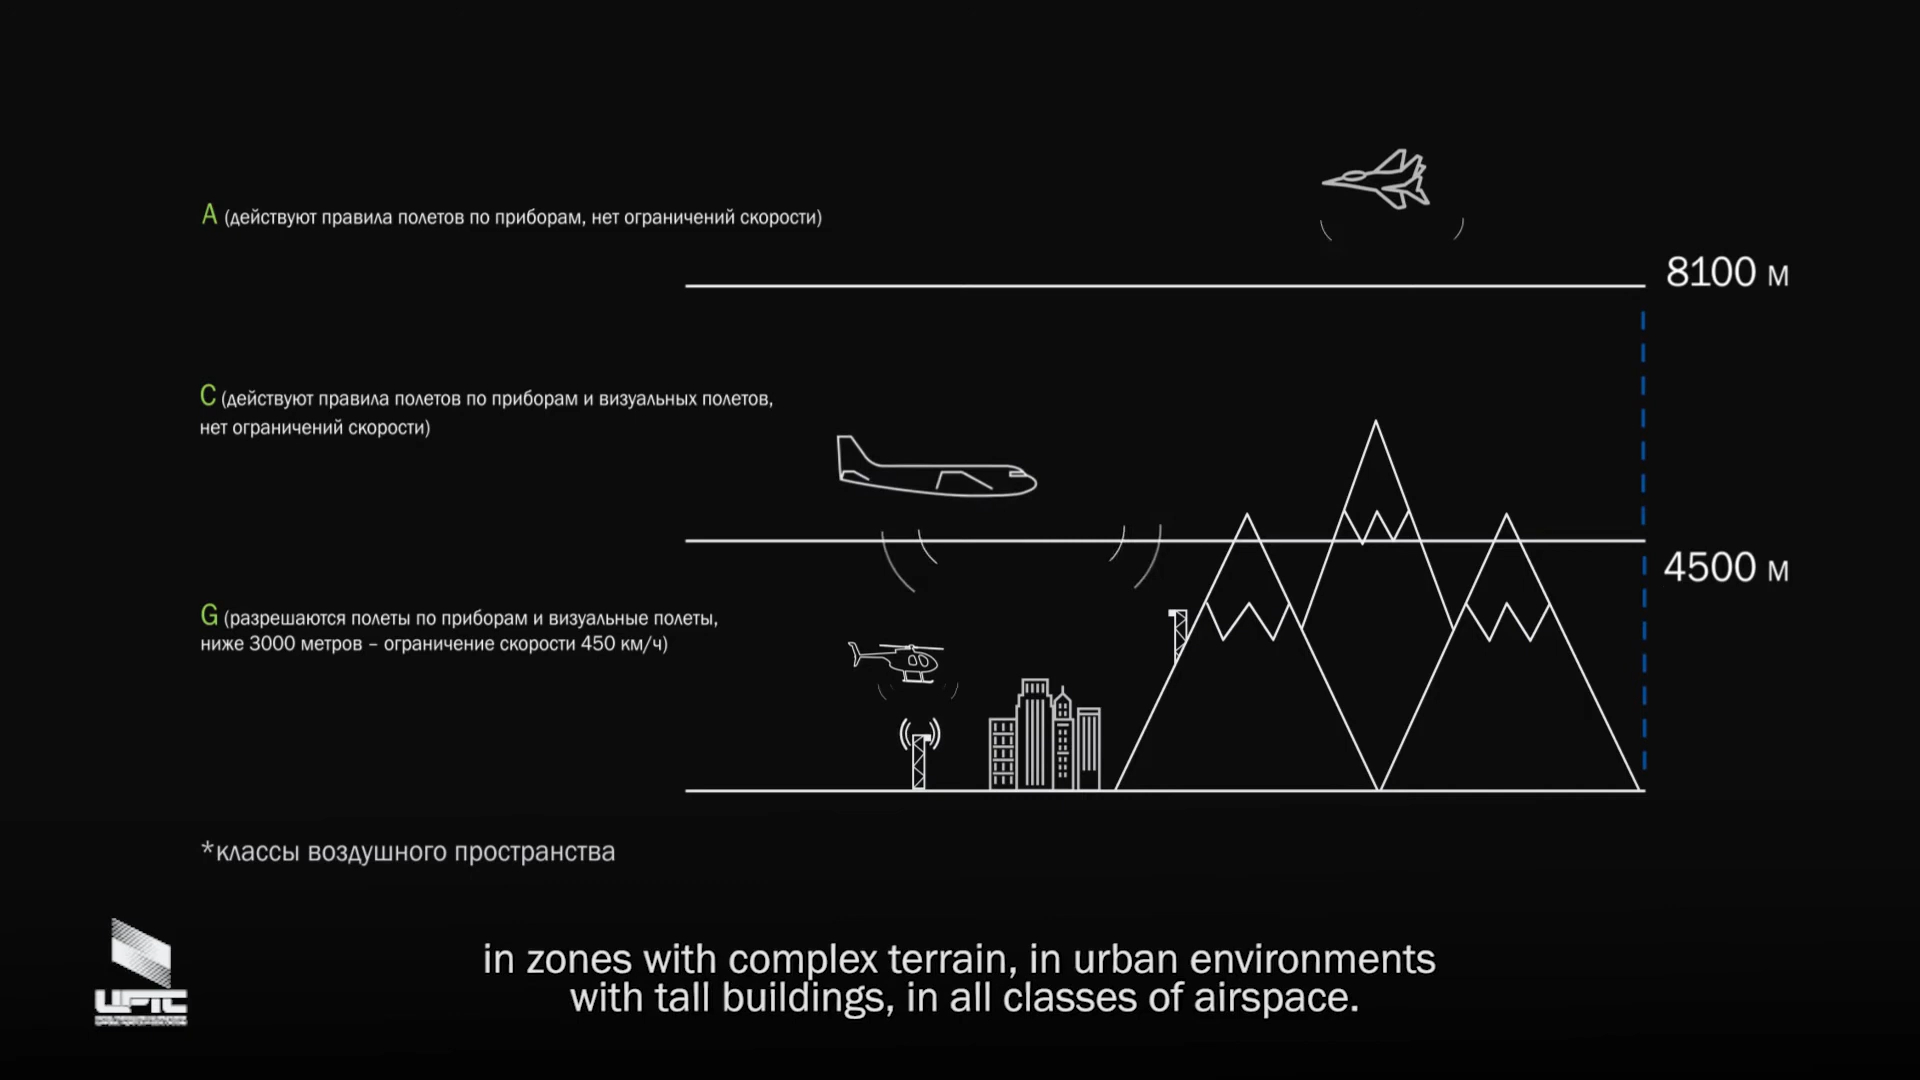 A (действуют правила полетов по приборам, нет ограничений скорости)
8100 м
C (действуют правила полетов по приборам и визуальных полетов,
нет ограничений скорости)
4500 м
G (разрешаются полеты по приборам и визуальные полеты,
ниже 3000 метров – ограничение скорости 450 км/ч)
*классы воздушного пространства
in zones with complex terrain, in urban environments
with tall buildings, in all classes of airspace.